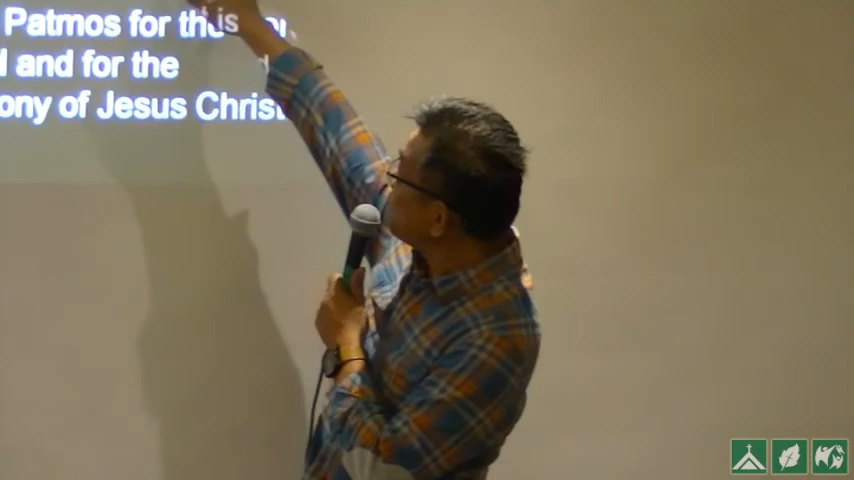 Patmos for the
and for the
ony of Jesus Christ